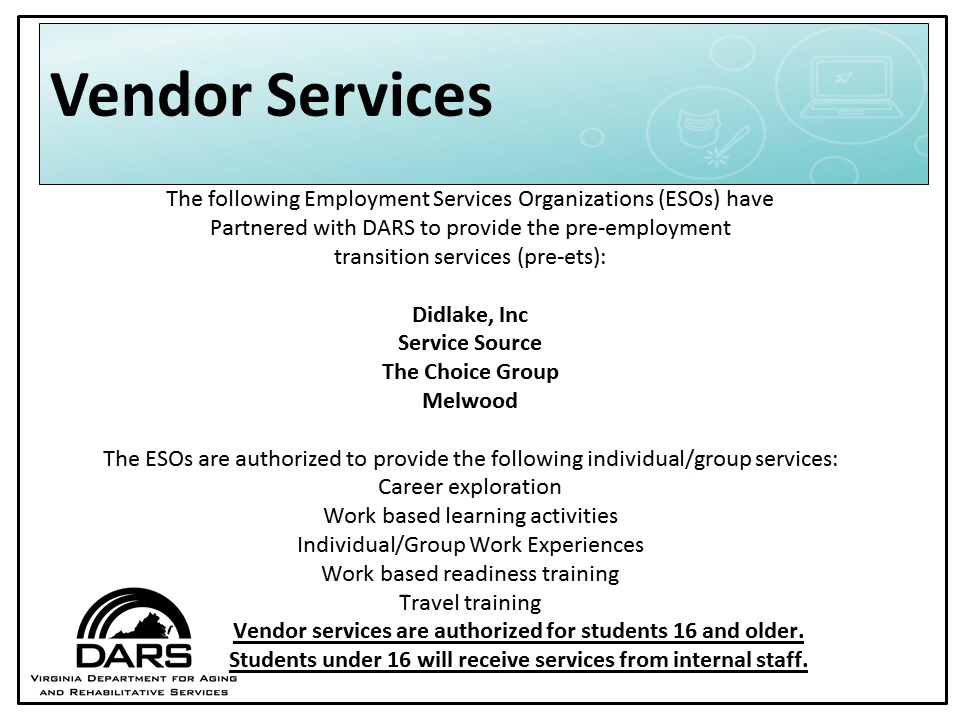 Vendor Services
The following Employment Services Organizations (ESOs) have
Partnered with DARS to provide the pre-employment
transition services (pre-ets):
Didlake, Inc
Service Source
The Choice Group
Melwood
The ESOs are authorized to provide the following individual/group services:
Career exploration
Work based learning activities
Individual/Group Work Experiences
Work based readiness training
Travel training
Vendor services are authorized for students 16 and older.
Students under 16 will receive services from internal staff.
DARS
Virginia Department for Aging
and Rehabilitative Services